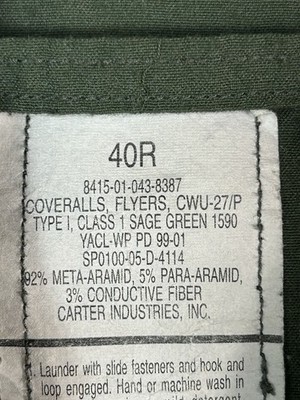 40R
8415-01-043-8387
COVERALLS, FLYERS, CWU-27/P
TYPE I, CLASS 1 SAGE GREEN 1590
YACL-WP PD 99-01
SP0100-05-D-4114
92% META-ARAMID, 5% PARA-ARAMID,
3% CONDUCTIVE FIBER
CARTER INDUSTRIES, INC.
1. Launder with slide fasteners and hook and
loop engaged. Hand or machine wash in
mild detergent